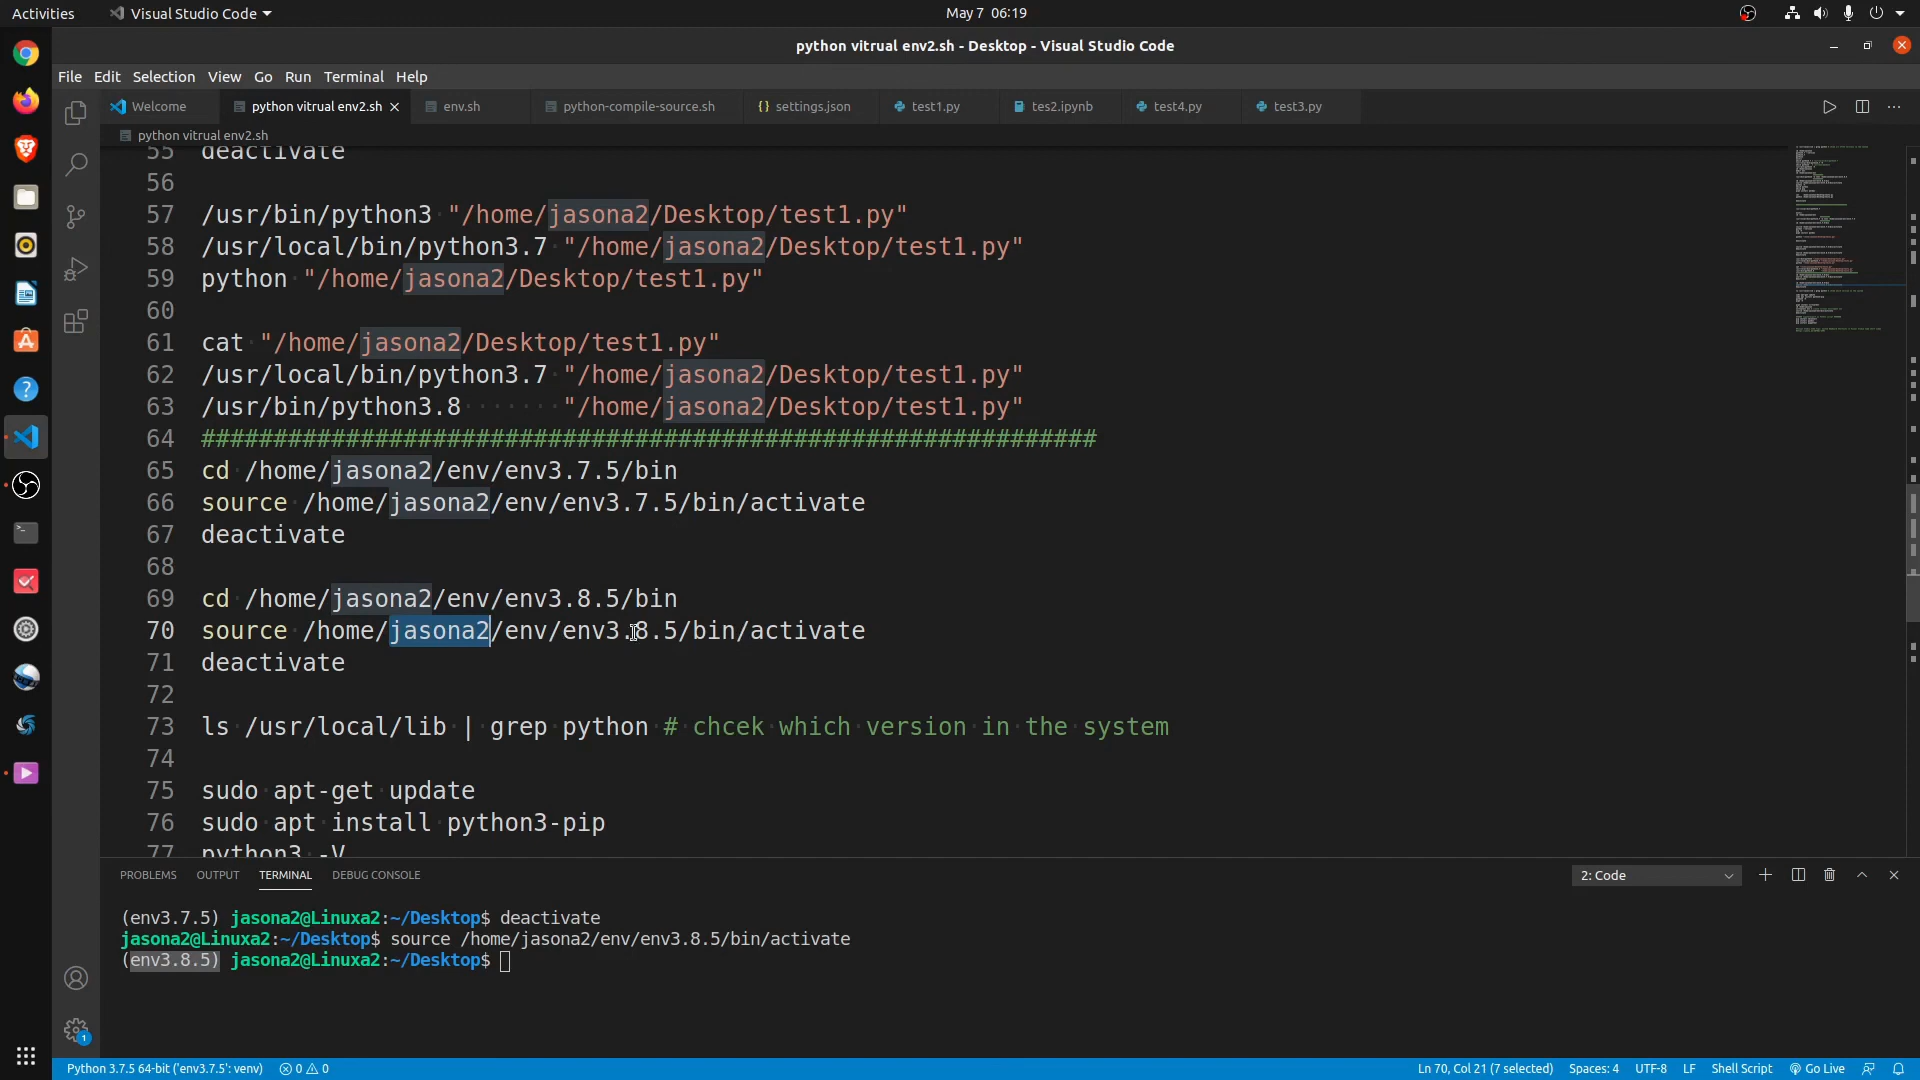 Activities
Visual Studio Code
May 7 06:19
python vitrual env2.sh - Desktop - Visual Studio Code
File Edit Selection View Go Run Terminal Help
Welcome
python vitrual env2.sh
env.sh
python-compile-source.sh
settings.json
test1.py
tes2.ipynb
test4.py
test3.py
python vitrual env2.sh
55 deactivate
56
57 /usr/bin/python3 "/home/jasona2/Desktop/test1.py"
58 /usr/local/bin/python3.7 "/home/jasona2/Desktop/test1.py"
59 python "/home/jasona2/Desktop/test1.py"
60
61 cat "/home/jasona2/Desktop/test1.py"
62 /usr/local/bin/python3.7 "/home/jasona2/Desktop/test1.py"
63 /usr/bin/python3.8 "/home/jasona2/Desktop/test1.py"
64 ##############################################################
65 cd /home/jasona2/env/env3.7.5/bin
66 source /home/jasona2/env/env3.7.5/bin/activate
67 deactivate
68
69 cd /home/jasona2/env/env3.8.5/bin
70 source /home/jasona2/env/env3.8.5/bin/activate
71 deactivate
72
73 ls /usr/local/lib | grep python # chcek which version in the system
74
75 sudo apt-get update
76 sudo apt install python3-pip
77 python3 -V
PROBLEMS OUTPUT TERMINAL DEBUG CONSOLE
2: Code
(env3.7.5) jasona2@Linuxa2:~/Desktop$ deactivate
jasona2@Linuxa2:~/Desktop$ source /home/jasona2/env/env3.8.5/bin/activate
(env3.8.5) jasona2@Linuxa2:~/Desktop$
1
Python 3.7.5 64-bit ('env3.7.5': venv)
0 0
Ln 70, Col 21 (7 selected)
Spaces: 4
UTF-8
LF
Shell Script
Go Live